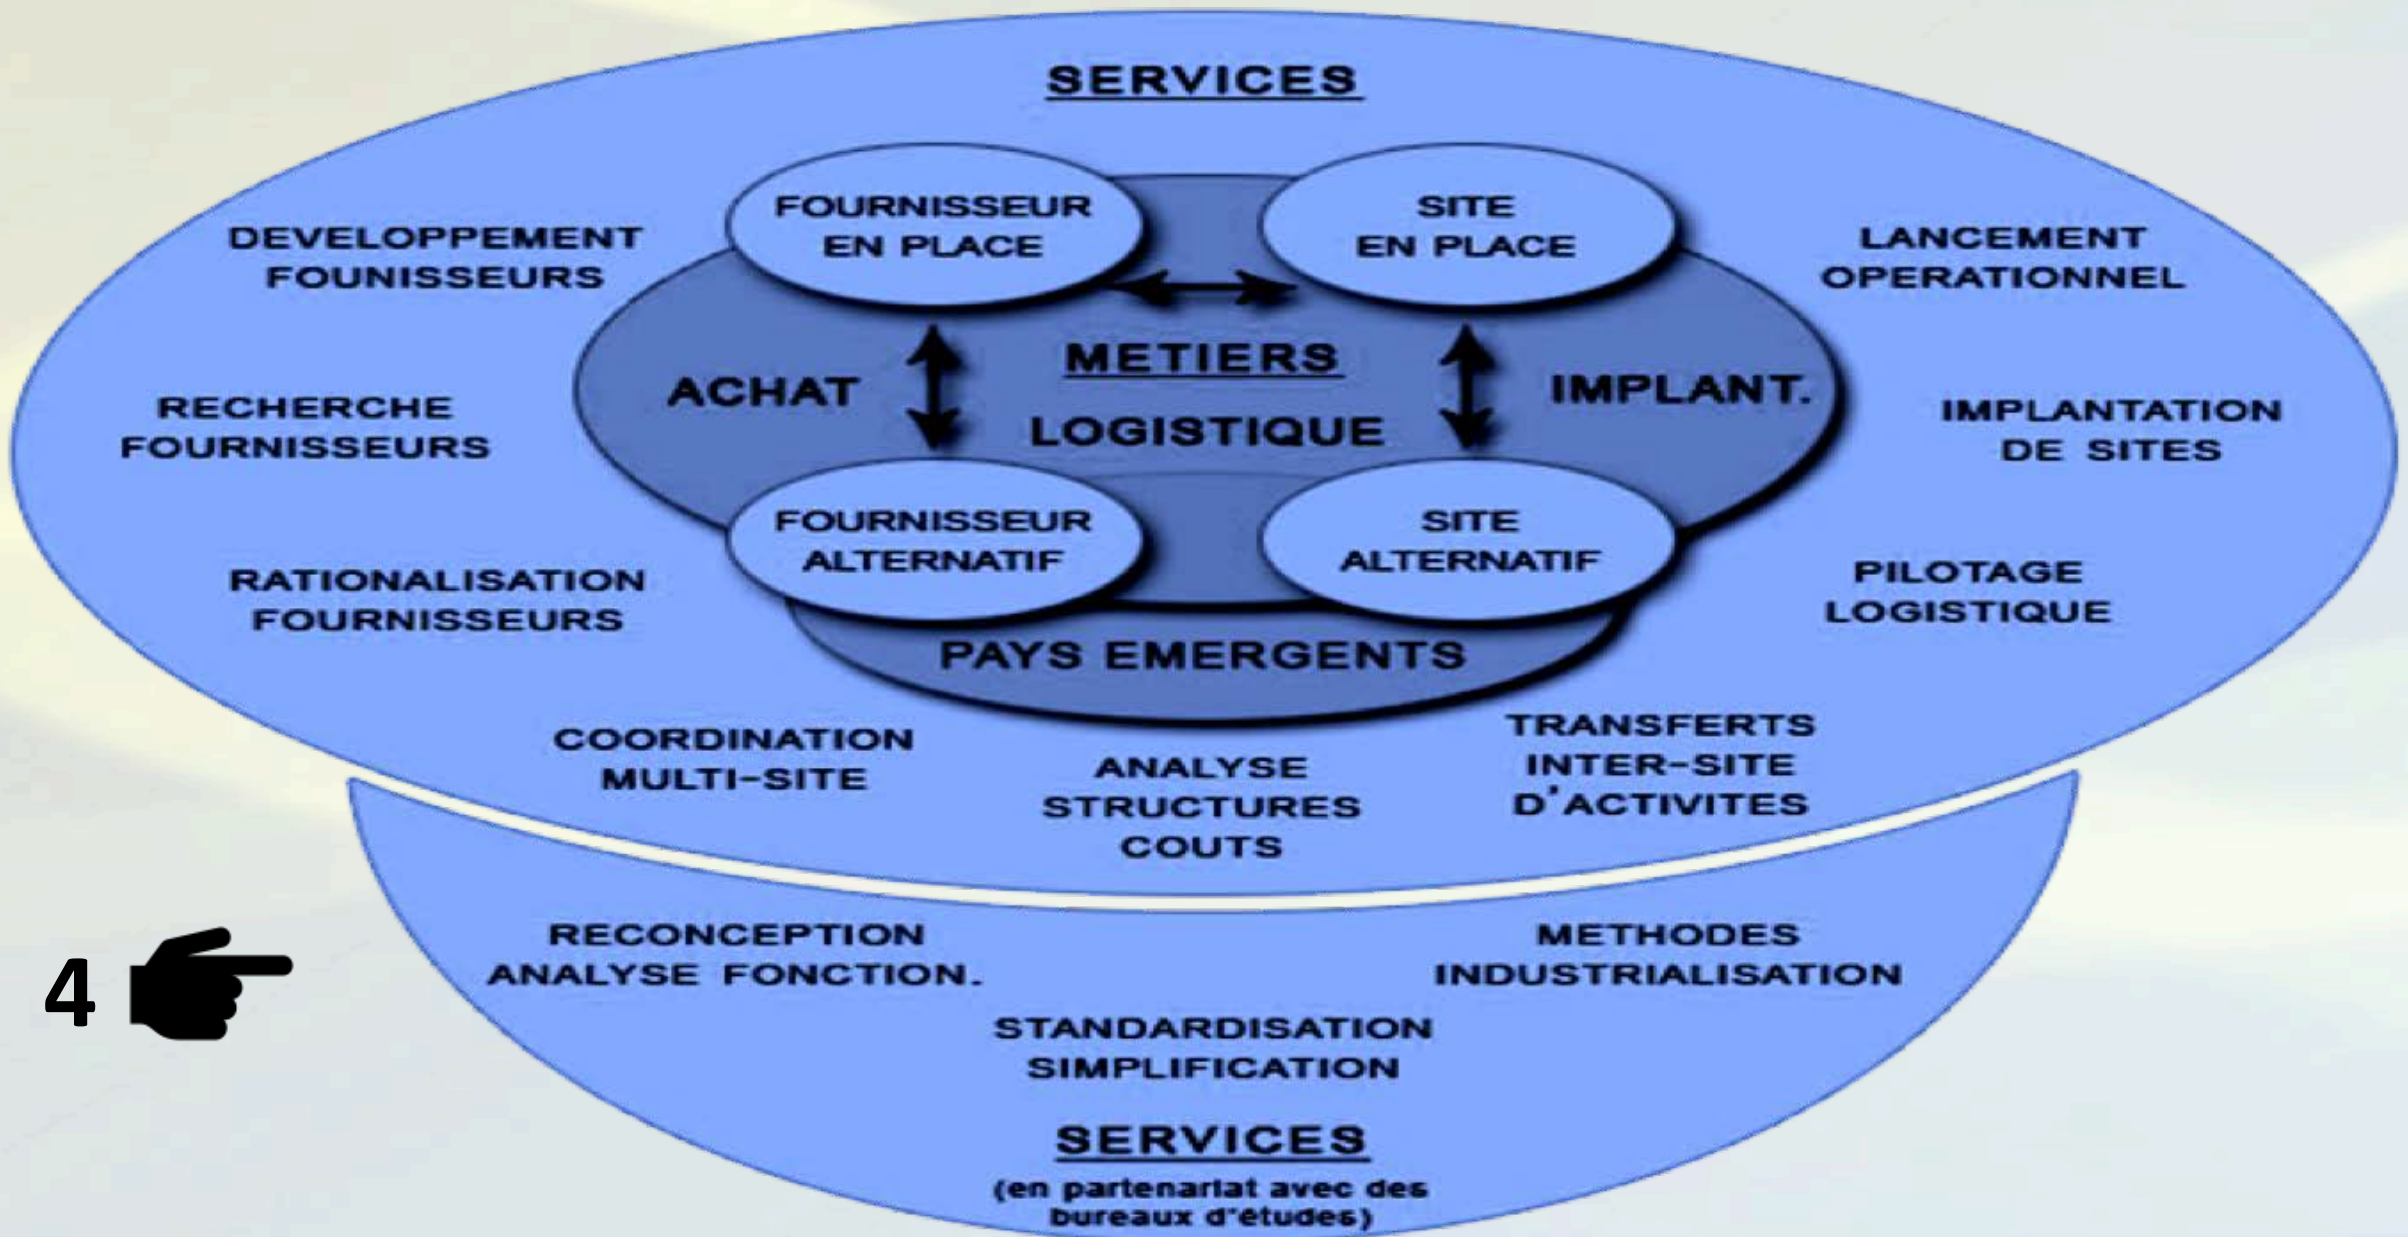 SERVICES
FOURNISSEUR
EN PLACE
SITE
EN PLACE
DEVELOPPEMENT
FOUNISSEURS
LANCEMENT
OPERATIONNEL
METIERS
ACHAT
IMPLANT.
LOGISTIQUE
RECHERCHE
FOURNISSEURS
IMPLANTATION
DE SITES
FOURNISSEUR
ALTERNATIF
SITE
ALTERNATIF
RATIONALISATION
FOURNISSEURS
PILOTAGE
LOGISTIQUE
PAYS EMERGENTS
COORDINATION
MULTI-SITE
ANALYSE
STRUCTURES
COUTS
TRANSFERTS
INTER-SITE
D'ACTIVITES
4
RECONCEPTION
ANALYSE FONCTION.
METHODES
INDUSTRIALISATION
STANDARDISATION
SIMPLIFICATION
SERVICES
(en partenariat avec des
bureaux d'études)